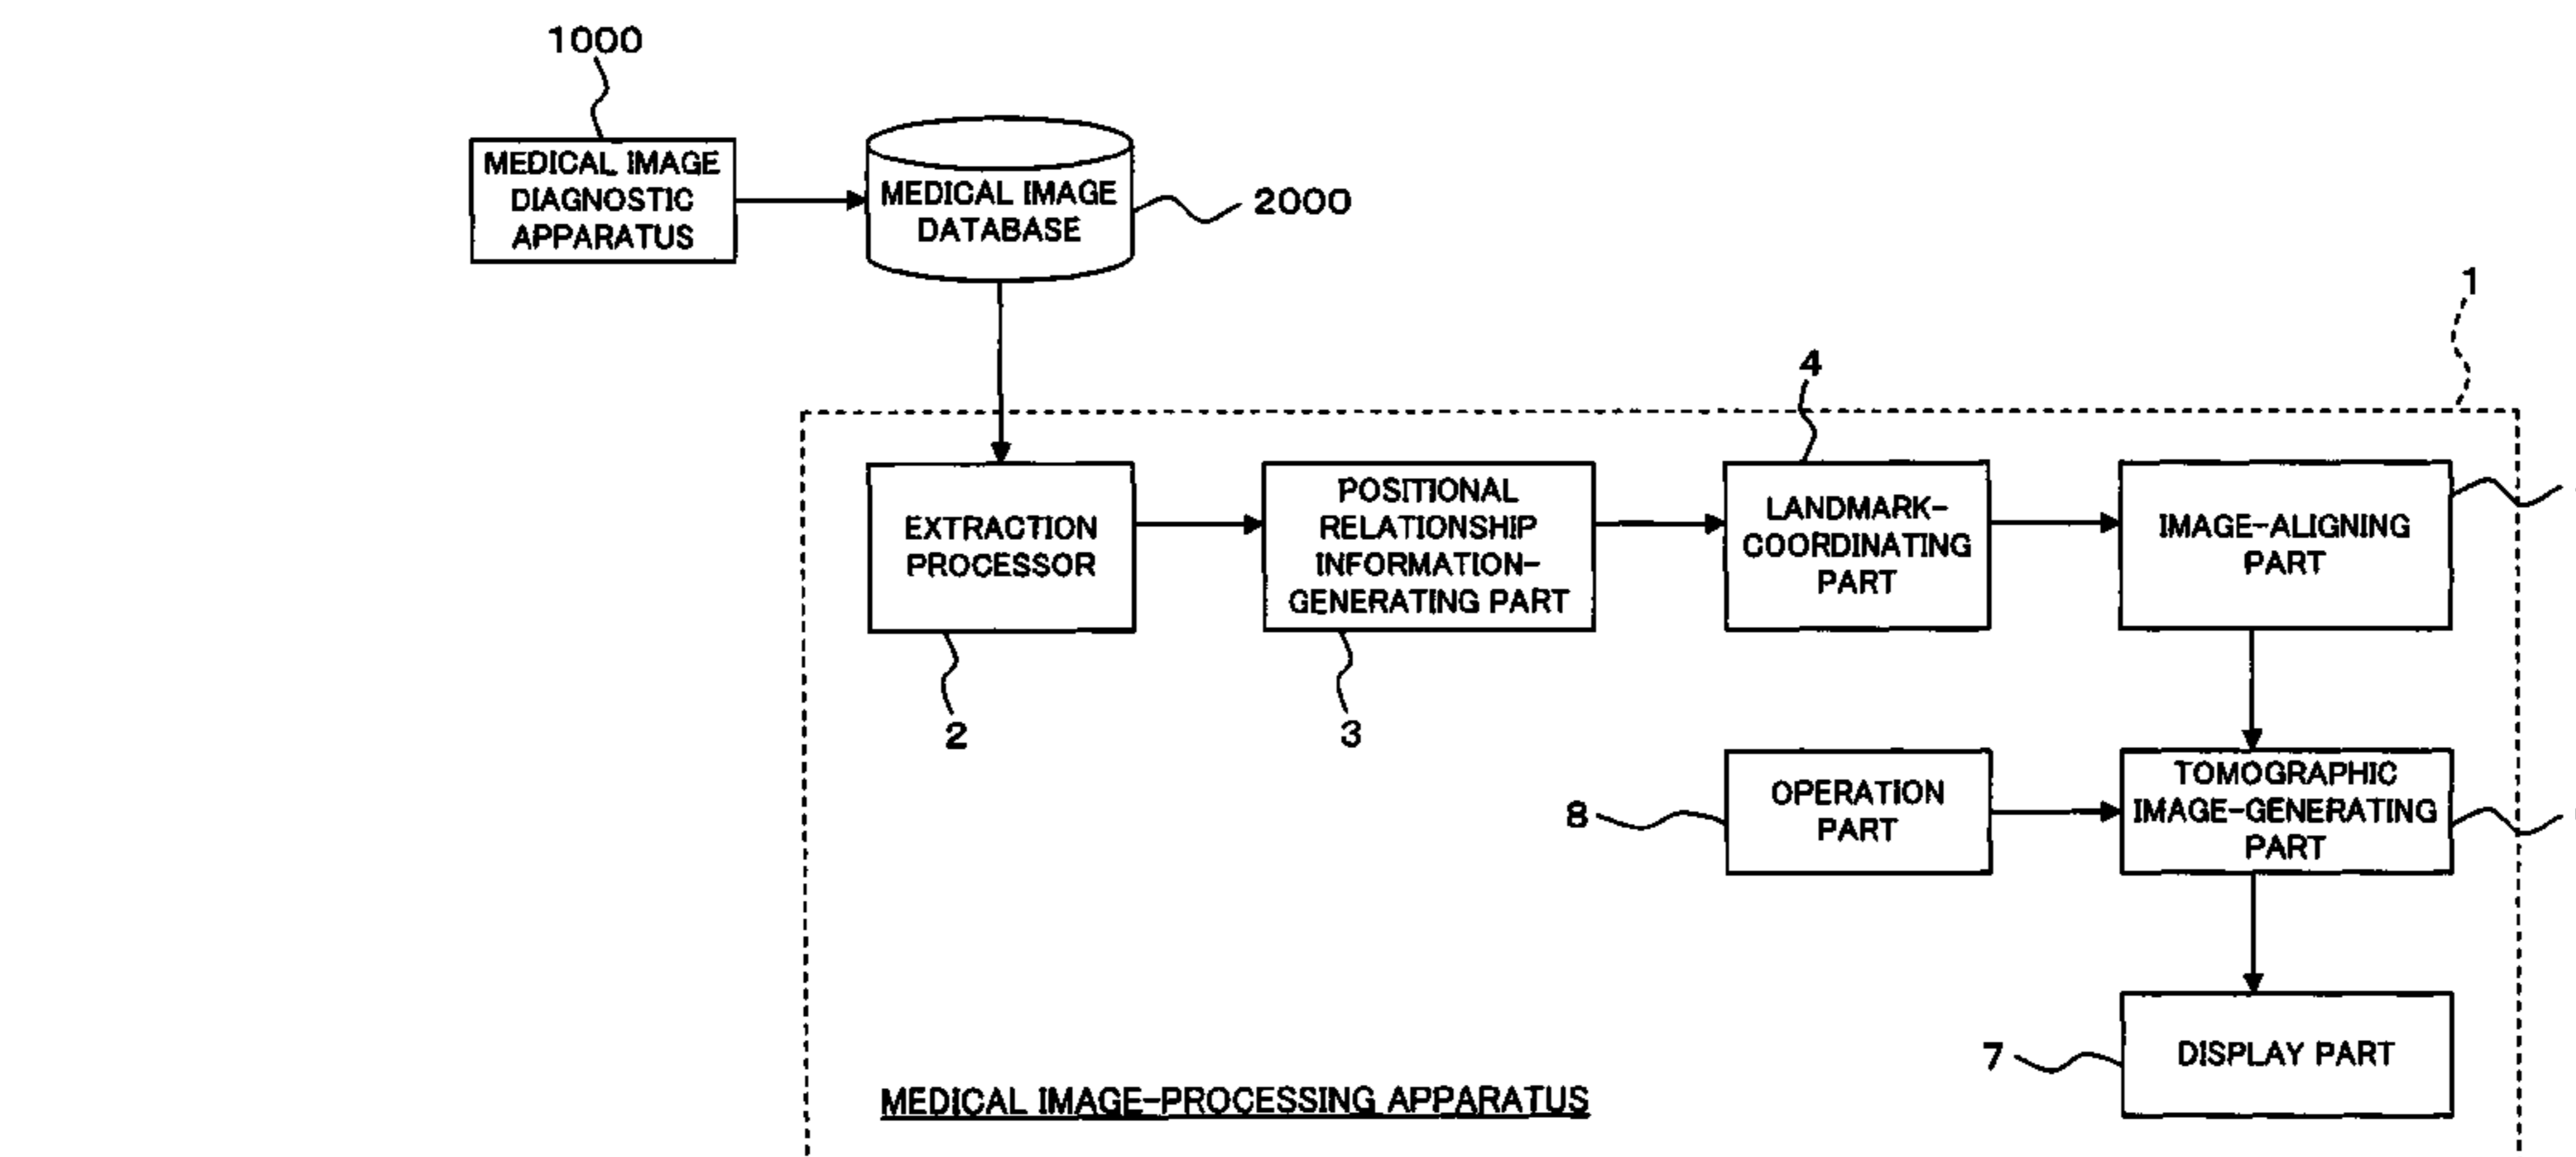 1000
MEDICAL IMAGE
DIAGNOSTIC
APPARATUS
MEDICAL IMAGE
DATABASE
2000
1
4
EXTRACTION
PROCESSOR
2
POSITIONAL
RELATIONSHIP
INFORMATION-
GENERATING PART
3
LANDMARK-
COORDINATING
PART
IMAGE-ALIGNING
PART
8
OPERATION
PART
TOMOGRAPHIC
IMAGE-GENERATING
PART
7
DISPLAY PART
MEDICAL IMAGE-PROCESSING APPARATUS